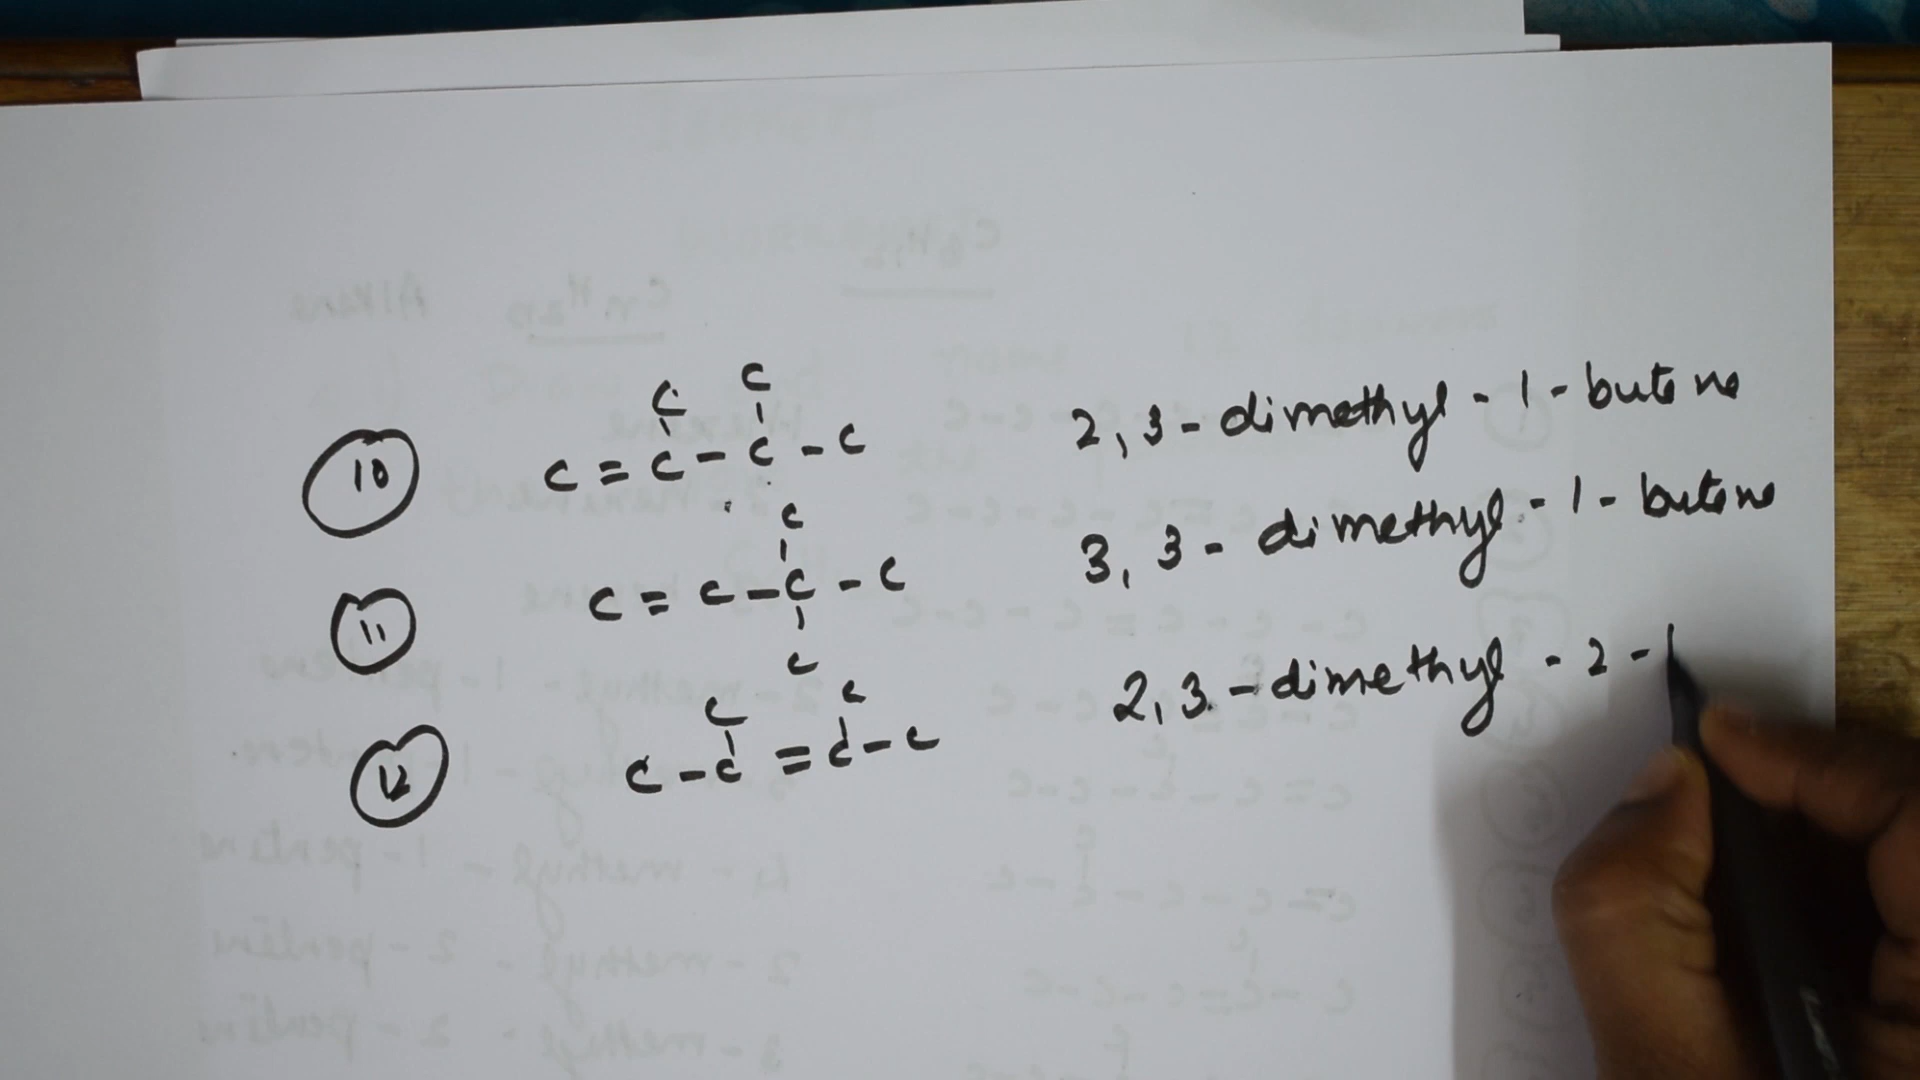 10 C = C - C - C 2,3-dimethyl-1-butene
C C
11 C = C - C - C 3,3-dimethyl-1-butene
C
C
12 C - C = C - C 2,3-dimethyl-2-
C C